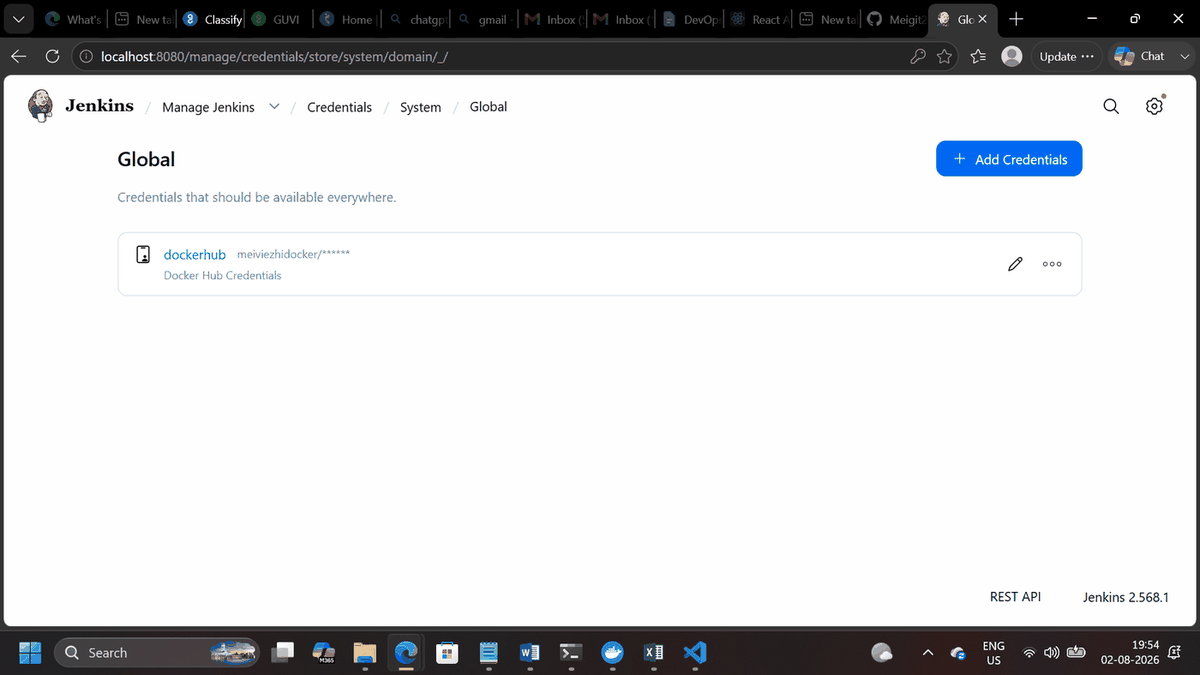 What's
New ta
Classify
GUVI
Home
chatgpt
gmail
Inbox (
Inbox (
DevOps
React A
New ta
Meigit2
Glo
localhost:8080/manage/credentials/store/system/domain/_/
Update
Chat
Jenkins / Manage Jenkins / Credentials / System / Global
Global
+ Add Credentials
Credentials that should be available everywhere.
dockerhub meiviezhidocker/******
Docker Hub Credentials
REST API Jenkins 2.568.1
Search
M365
ENG
US
19:54
02-08-2026